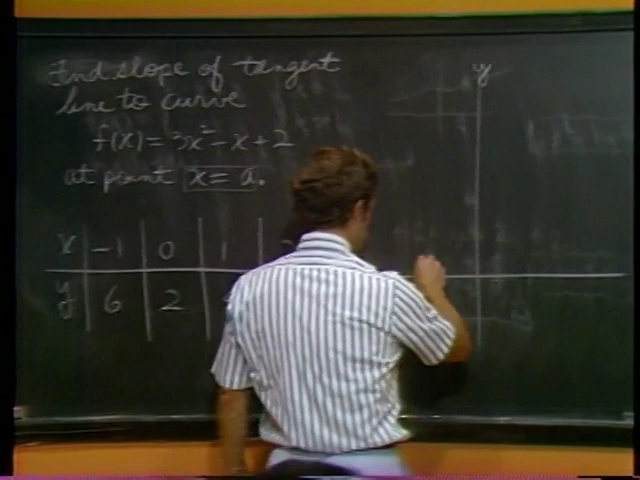 Find slope of tangent
line to curve
f(x) = 3x² - x + 2
at point x = a.
x -1 0 1
y 6 2
y